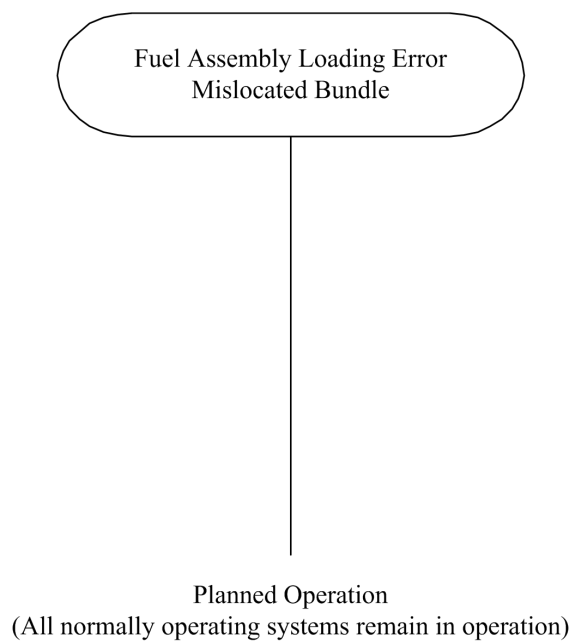 Fuel Assembly Loading Error
Mislocated Bundle
Planned Operation
(All normally operating systems remain in operation)